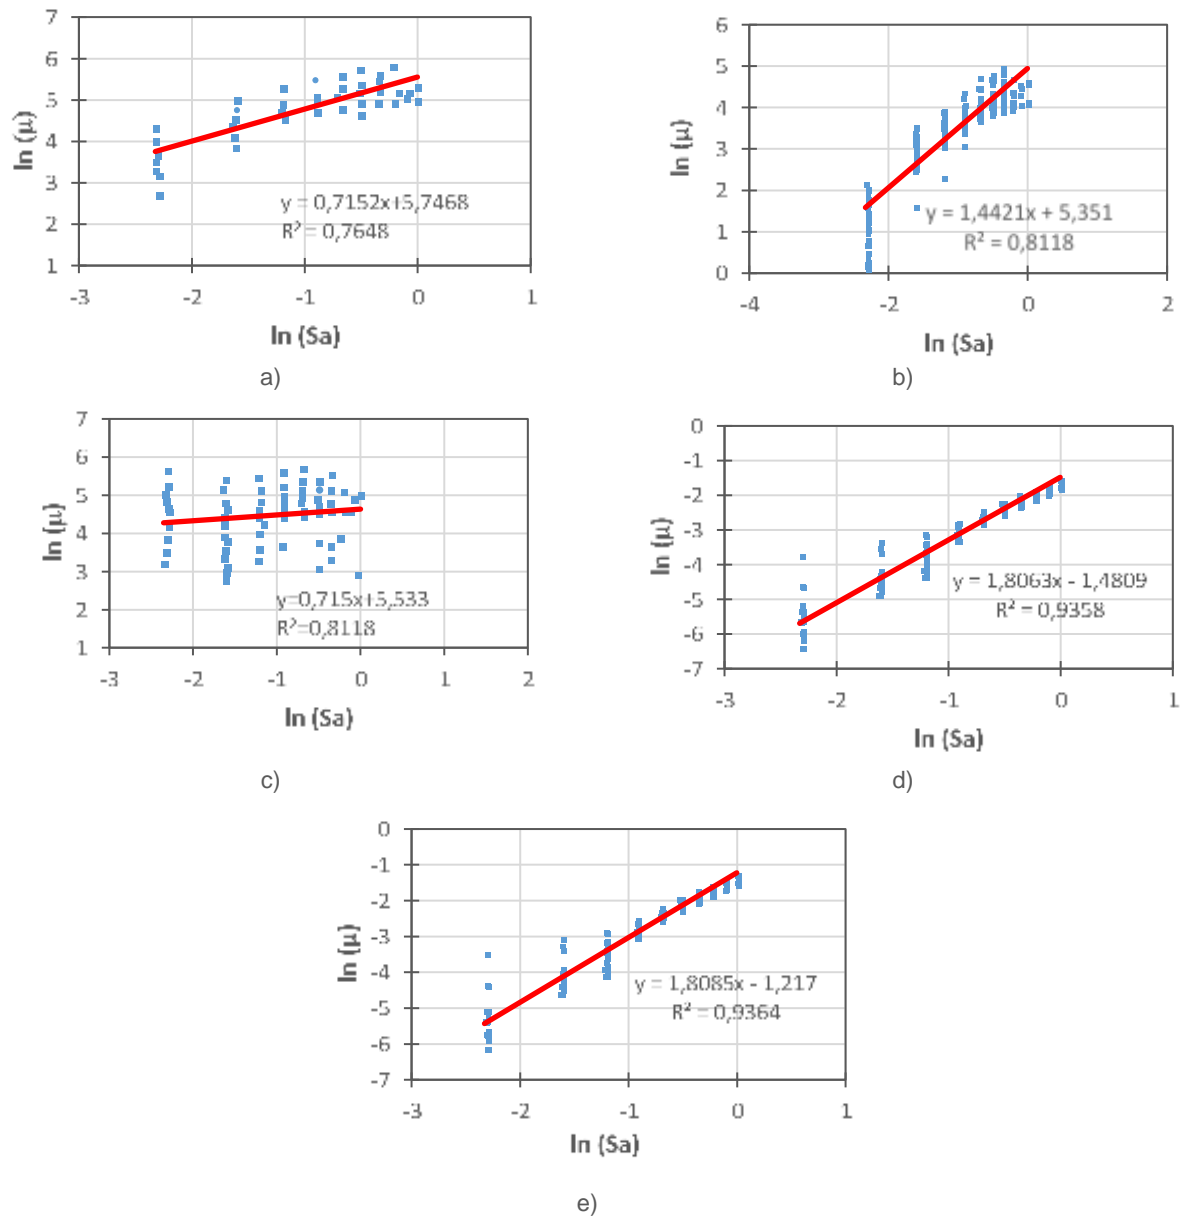 7
6
5
4
3
2
1
ln (μ)
y = 0,7152x+5,7468
R² = 0,7648
-3 -2 -1 0 1
ln (Sa)
a)
6
5
4
3
2
1
0
ln (μ)
y = 1,4421x + 5,351
R² = 0,8118
-4 -2 0 2
ln (Sa)
b)
7
6
5
4
3
2
1
ln (μ)
y=0,715x+5,533
R²=0,8118
-3 -2 -1 0 1 2
ln (Sa)
c)
0
-1
-2
-3
-4
-5
-6
-7
ln (μ)
y = 1,8063x - 1,4809
R² = 0,9358
-3 -2 -1 0 1
ln (Sa)
d)
0
-1
-2
-3
-4
-5
-6
-7
ln (μ)
y = 1,8085x - 1,217
R² = 0,9364
-3 -2 -1 0 1
ln (Sa)
e)